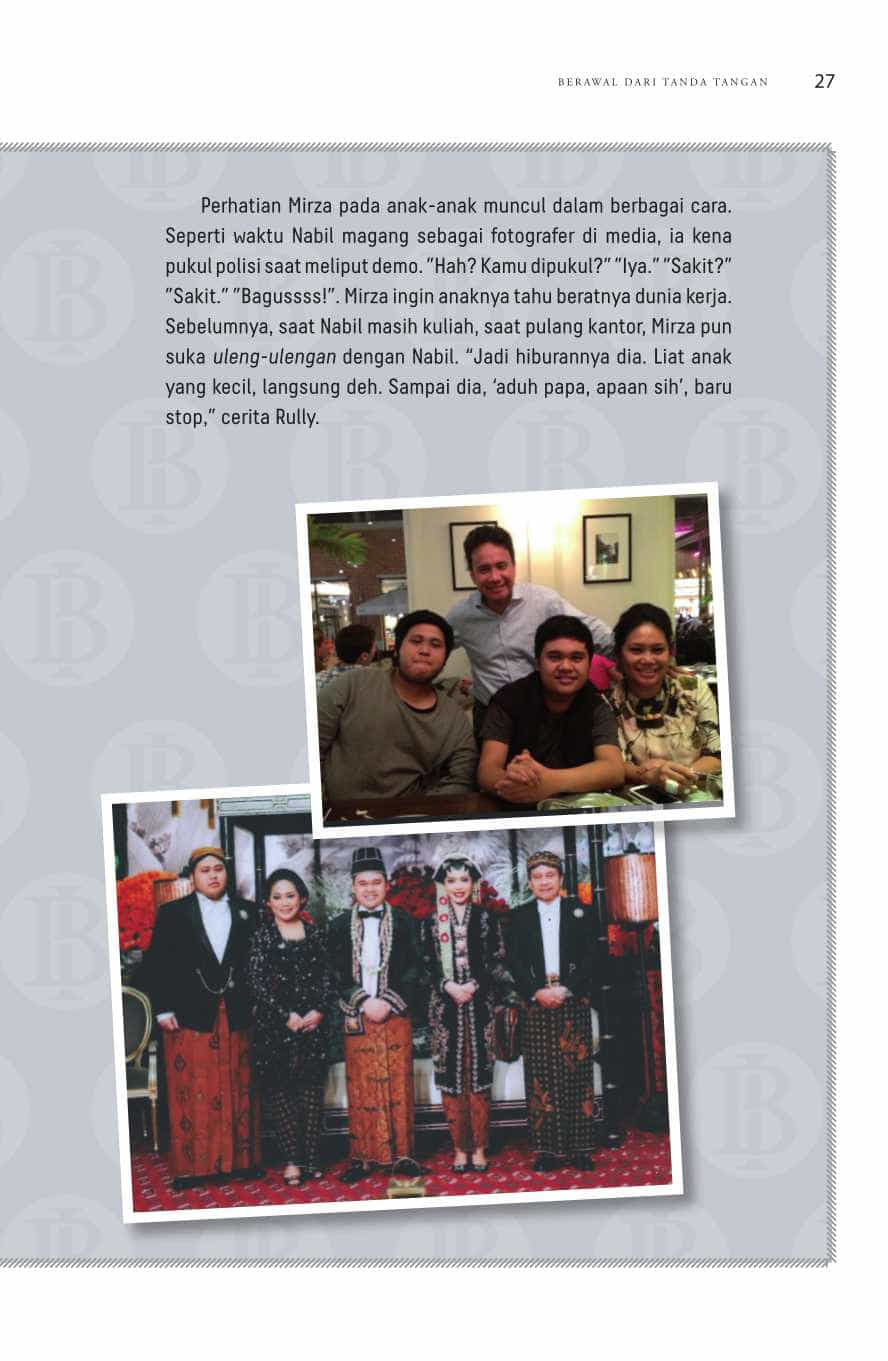 BERAWAL DARI TANDA TANGAN 27
Perhatian Mirza pada anak-anak muncul dalam berbagai cara.
Seperti waktu Nabil magang sebagai fotografer di media, ia kena
pukul polisi saat meliput demo. "Hah? Kamu dipukul?" "Iya." "Sakit?"
"Sakit." "Bagussss!". Mirza ingin anaknya tahu beratnya dunia kerja.
Sebelumnya, saat Nabil masih kuliah, saat pulang kantor, Mirza pun
suka uleng-ulengan dengan Nabil. “Jadi hiburannya dia. Liat anak
yang kecil, langsung deh. Sampai dia, ‘aduh papa, apaan sih’, baru
stop,” cerita Rully.